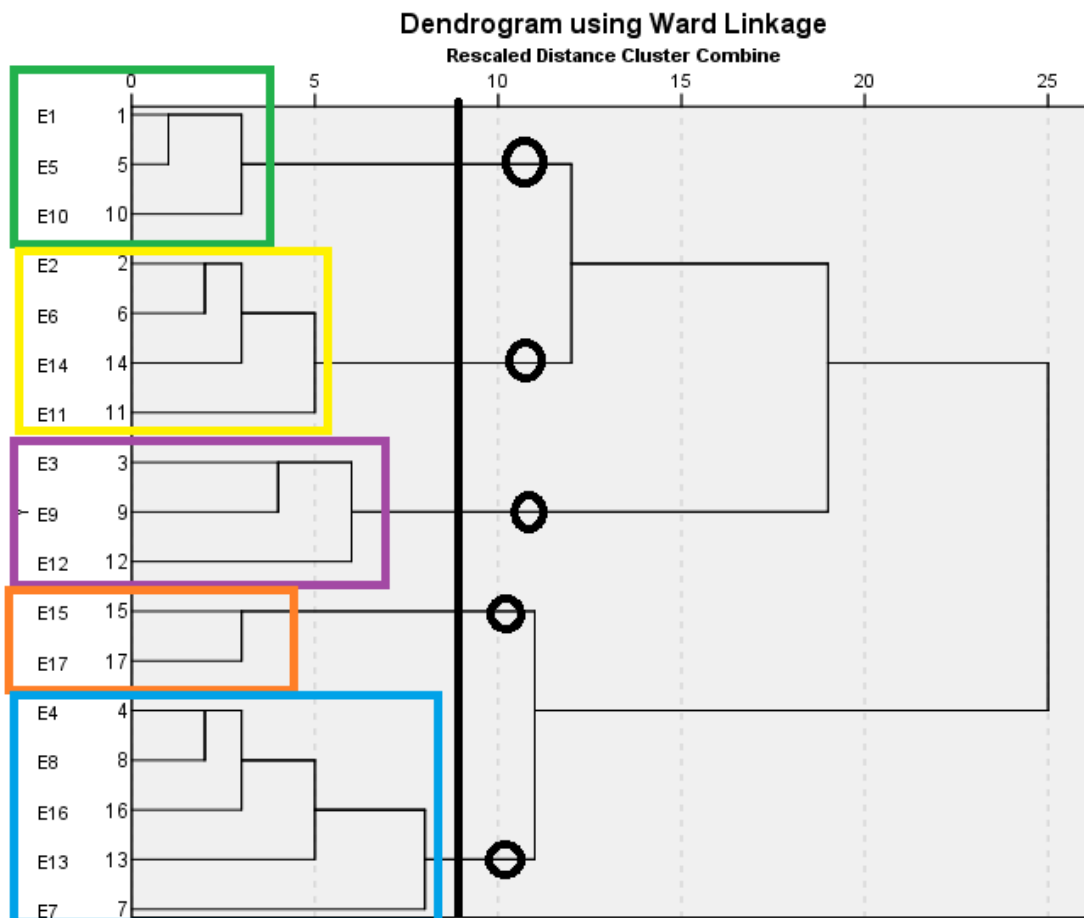 Dendrogram using Ward Linkage
Rescaled Distance Cluster Combine
0 5 10 15 20 25
E1 1
E5 5
E10 10
E2 2
E6 6
E14 14
E11 11
E3 3
E9 9
E12 12
E15 15
E17 17
E4 4
E8 8
E16 16
E13 13
E7 7